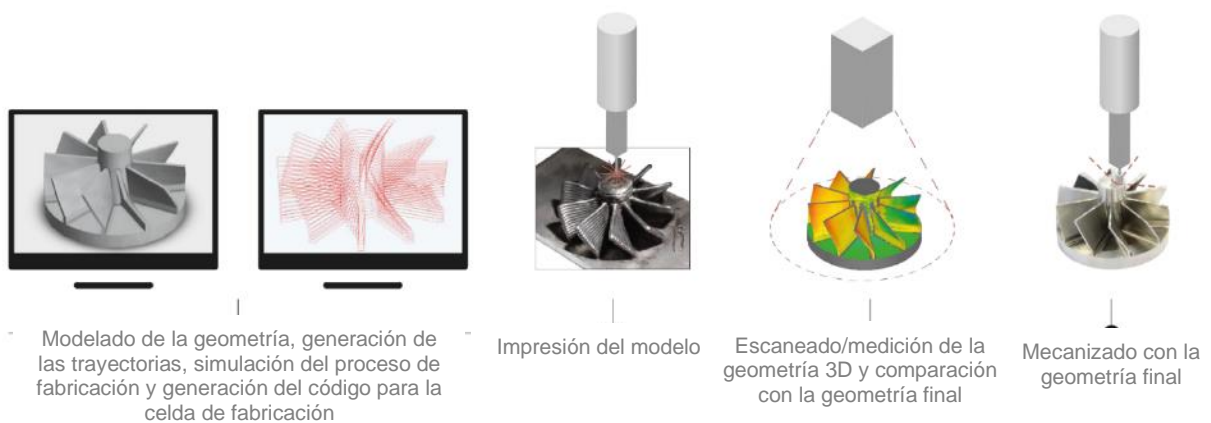 Modelado de la geometría, generación de
las trayectorias, simulación del proceso de
fabricación y generación del código para la
celda de fabricación
Impresión del modelo
Escaneado/medición de la
geometría 3D y comparación
con la geometría final
Mecanizado con la
geometría final